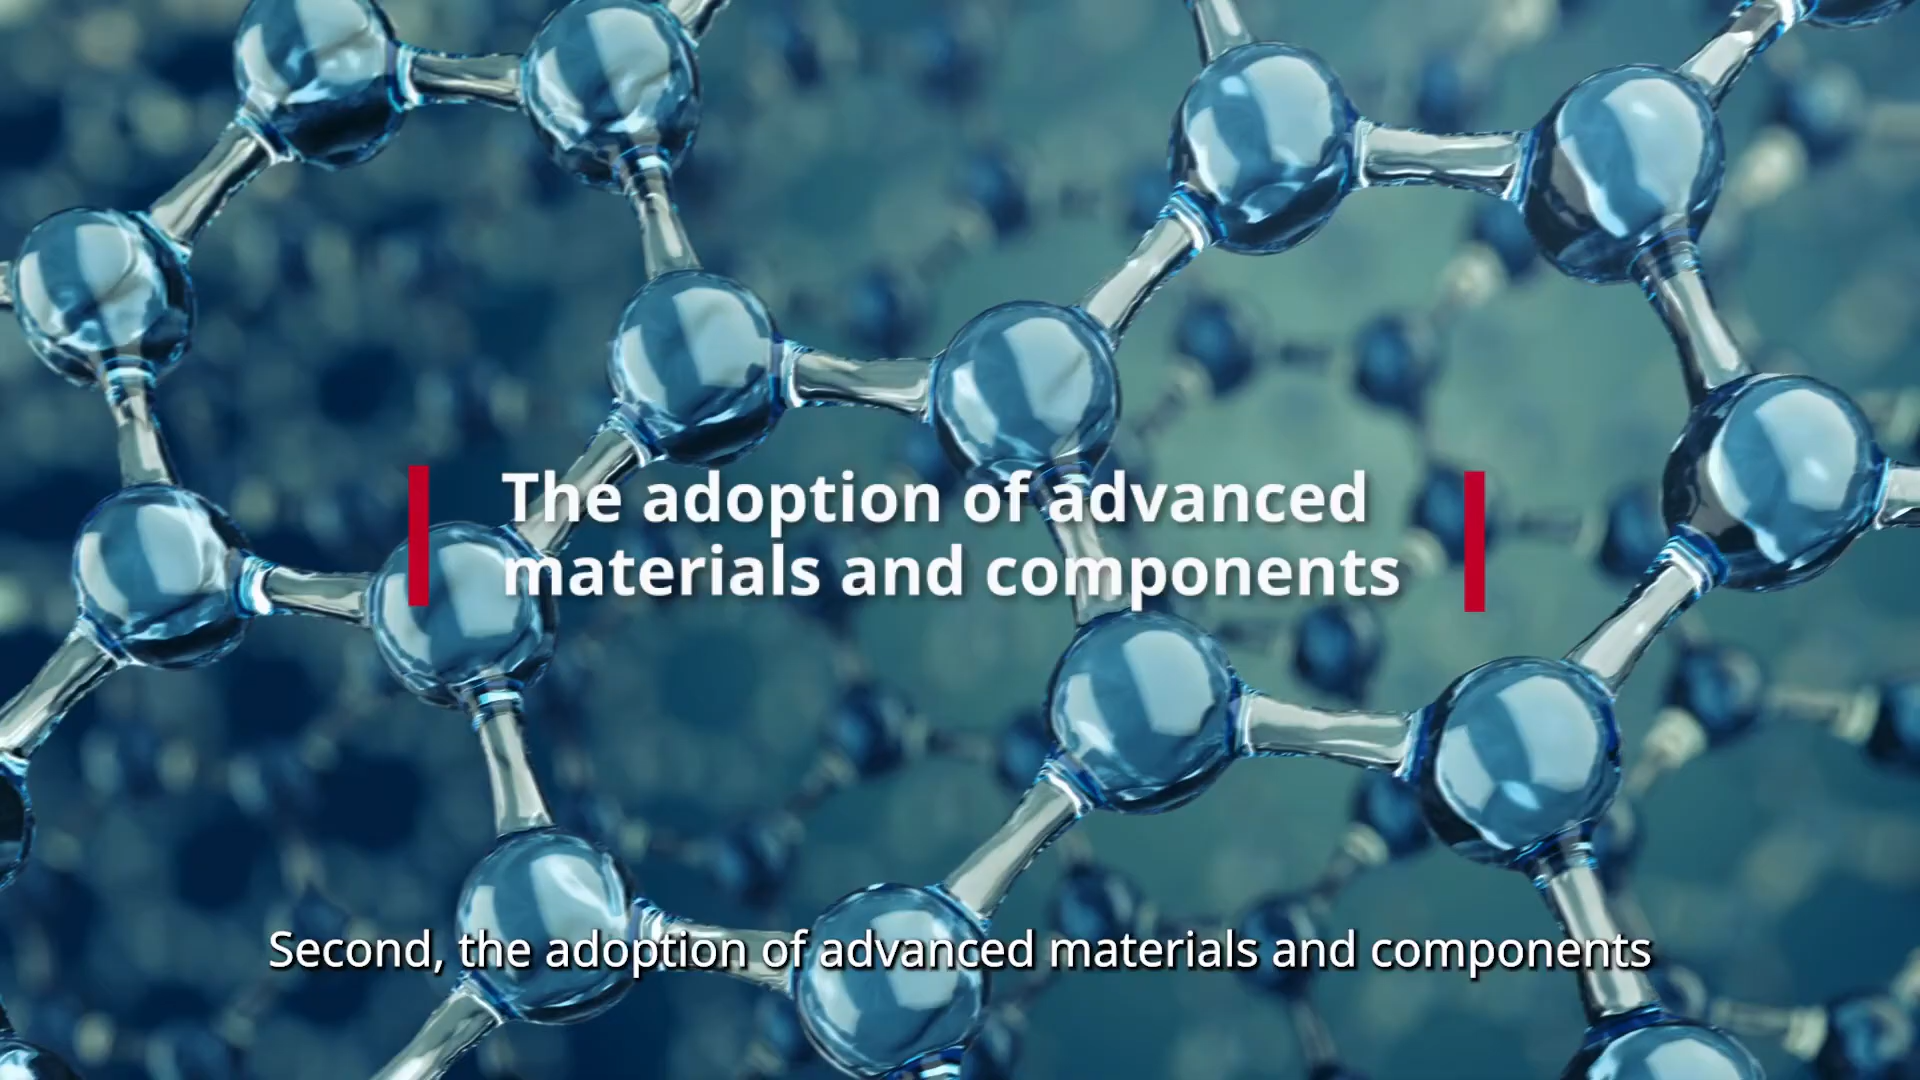 The adoption of advanced
materials and components
Second, the adoption of advanced materials and components